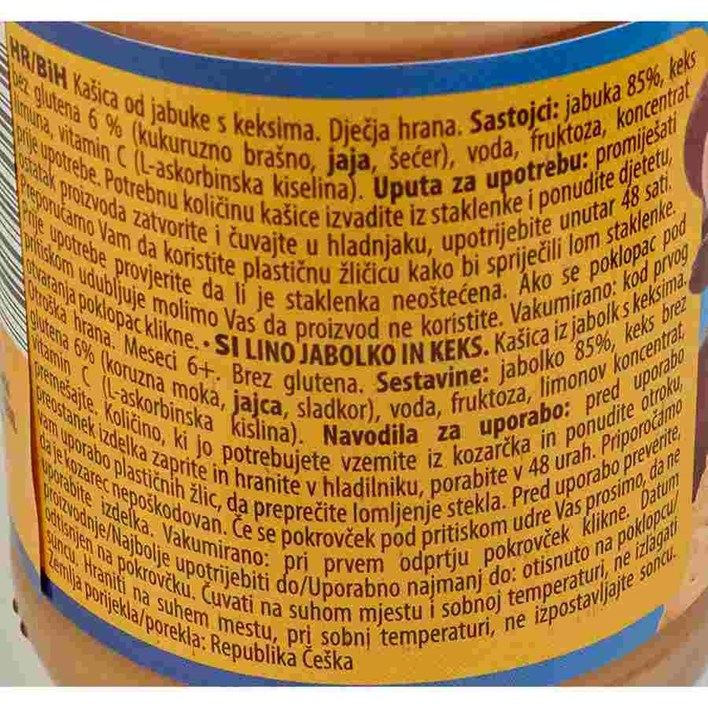 HR/BiH Kašica od jabuke s keksima. Dječja hrana. Sastojci: jabuka 85%, keks
bez glutena 6 % (kukuruzno brašno, jaja, šećer), voda, fruktoza, koncentrat
limuna, vitamin C (L-askorbinska kiselina). Uputa za upotrebu: promiješati
prije upotrebe. Potrebnu količinu kašice izvadite iz staklenke i ponudite djetetu,
ostatak proizvoda zatvorite i čuvajte u hladnjaku, upotrijebite unutar 48 sati.
Preporučamo Vam da koristite plastičnu žličicu kako bi spriječili lom staklenke.
Prije upotrebe provjerite da li je staklenka neoštećena. Ako se poklopac pod
pritiskom udubljuje molimo Vas da proizvod ne koristite. Vakumirano: kod prvog
otvaranja poklopac klikne. • SI LINO JABOLKO IN KEKS. Kašica iz jabolk s keksima.
Otroška hrana. Meseci 6+. Brez glutena. Sestavine: jabolko 85%, keks brez
glutena 6% (koruzna moka, jajca, sladkor), voda, fruktoza, limonov koncentrat,
vitamin C (L-askorbinska kislina). Navodila za uporabo: pred uporabo
premešajte. Količino, ki jo potrebujete vzemite iz kozarčka in ponudite otroku,
preostanek izdelka zaprite in hranite v hladilniku, porabite v 48 urah. Priporočamo
vam uporabo plastičnih žlic, da preprečite lomljenje stekla. Pred uporabo preverite,
da je kozarec nepoškodovan. Če se pokrovček pod pritiskom udre Vas prosimo, da ne
uporabite izdelka. Vakumirano: pri prvem odprtju pokrovček klikne. Datum
proizvodnje/Najbolje upotrijebiti do/Uporabno najmanj do: otisnuto na poklopcu/
odtisnjen na pokrovčku. Čuvati na suhom mjestu i sobnoj temperaturi, ne izlagati
suncu. Hraniti na suhem mestu, pri sobni temperaturi, ne izpostavljajte soncu.
Zemlja porijekla/porekla: Republika Češka